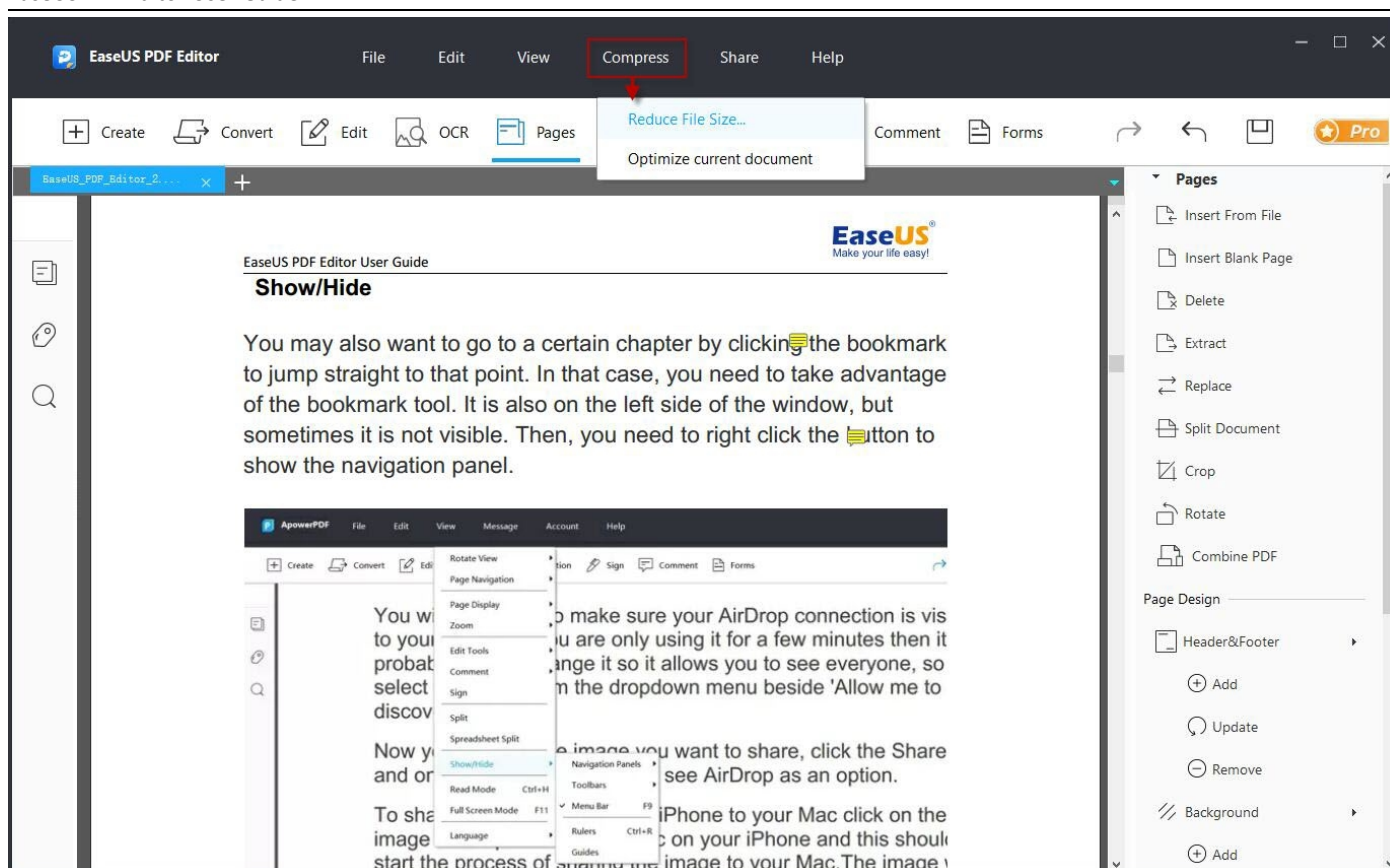 EaseUS PDF Editor File Edit View Compress Share Help
Reduce File Size...
Optimize current document
Create Convert Edit OCR Pages Comment Forms Pro
EaseUS_PDF_Editor_2....
EaseUS®
Make your life easy!
EaseUS PDF Editor User Guide
Show/Hide
You may also want to go to a certain chapter by clicking the bookmark
to jump straight to that point. In that case, you need to take advantage
of the bookmark tool. It is also on the left side of the window, but
sometimes it is not visible. Then, you need to right click the button to
show the navigation panel.
ApowerPDF File Edit View Message Account Help
Create Convert Sign Comment Forms
Rotate View
Page Navigation
Page Display
Zoom
Edit Tools
Comment
Sign
Split
Spreadsheet Split
Show/Hide
Read Mode Ctrl+H
Full Screen Mode F11
Language
Navigation Panels
Toolbars
Menu Bar F9
Rulers Ctrl+R
Guides
make sure your AirDrop connection is vis
are only using it for a few minutes then it
it so it allows you to see everyone, so
select the dropdown menu beside 'Allow me to
Now image you want to share, click the Share
see AirDrop as an option.
To iPhone to your Mac click on the
image on your iPhone and this
start the process of image to your Mac. The image
Pages
Insert From File
Insert Blank Page
Delete
Extract
Replace
Split Document
Crop
Rotate
Combine PDF
Page Design
Header&Footer
Add
Update
Remove
Background
Add